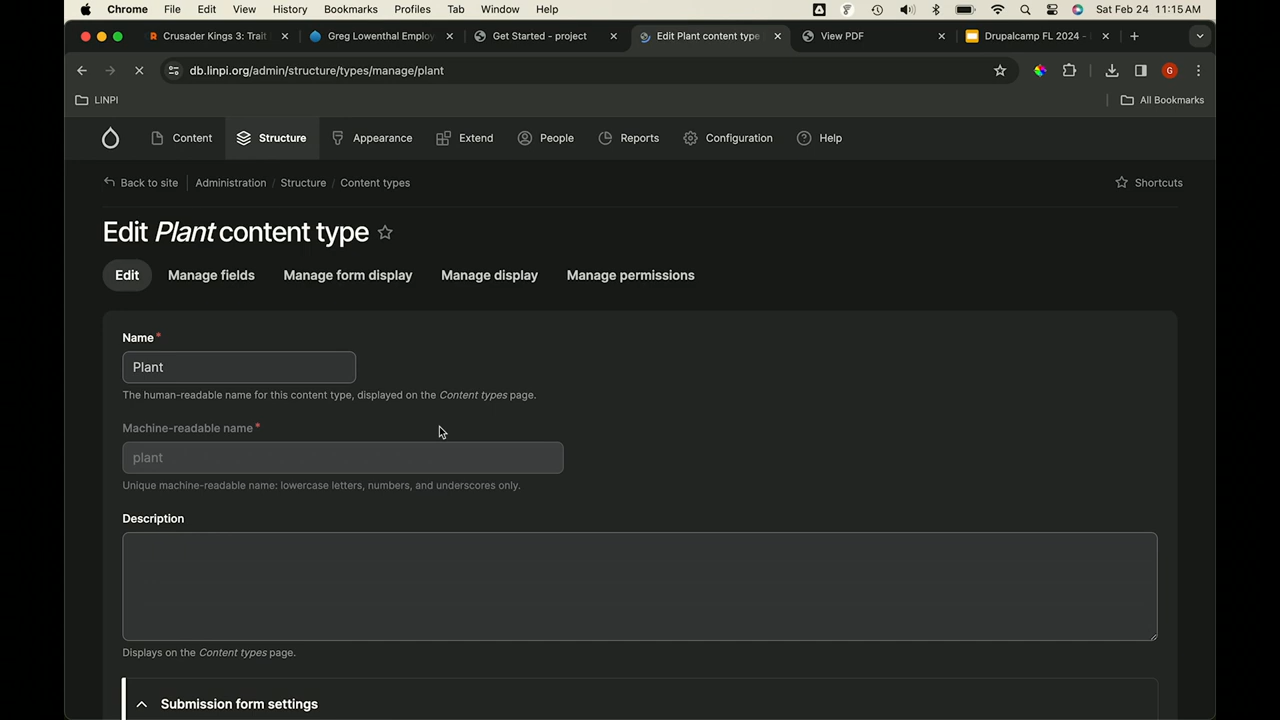 Chrome File Edit View History Bookmarks Profiles Tab Window Help Sat Feb 24 11:15 AM
Crusader Kings 3: Trait Greg Lowenthal Employ Get Started - project Edit Plant content type View PDF Drupalcamp FL 2024 -
db.linpi.org/admin/structure/types/manage/plant G
LINPI All Bookmarks
Content Structure Appearance Extend People Reports Configuration Help
Back to site Administration / Structure / Content types Shortcuts
Edit Plant content type
Edit Manage fields Manage form display Manage display Manage permissions
Name*
Plant
The human-readable name for this content type, displayed on the Content types page.
Machine-readable name*
plant
Unique machine-readable name: lowercase letters, numbers, and underscores only.
Description
Displays on the Content types page.
Submission form settings